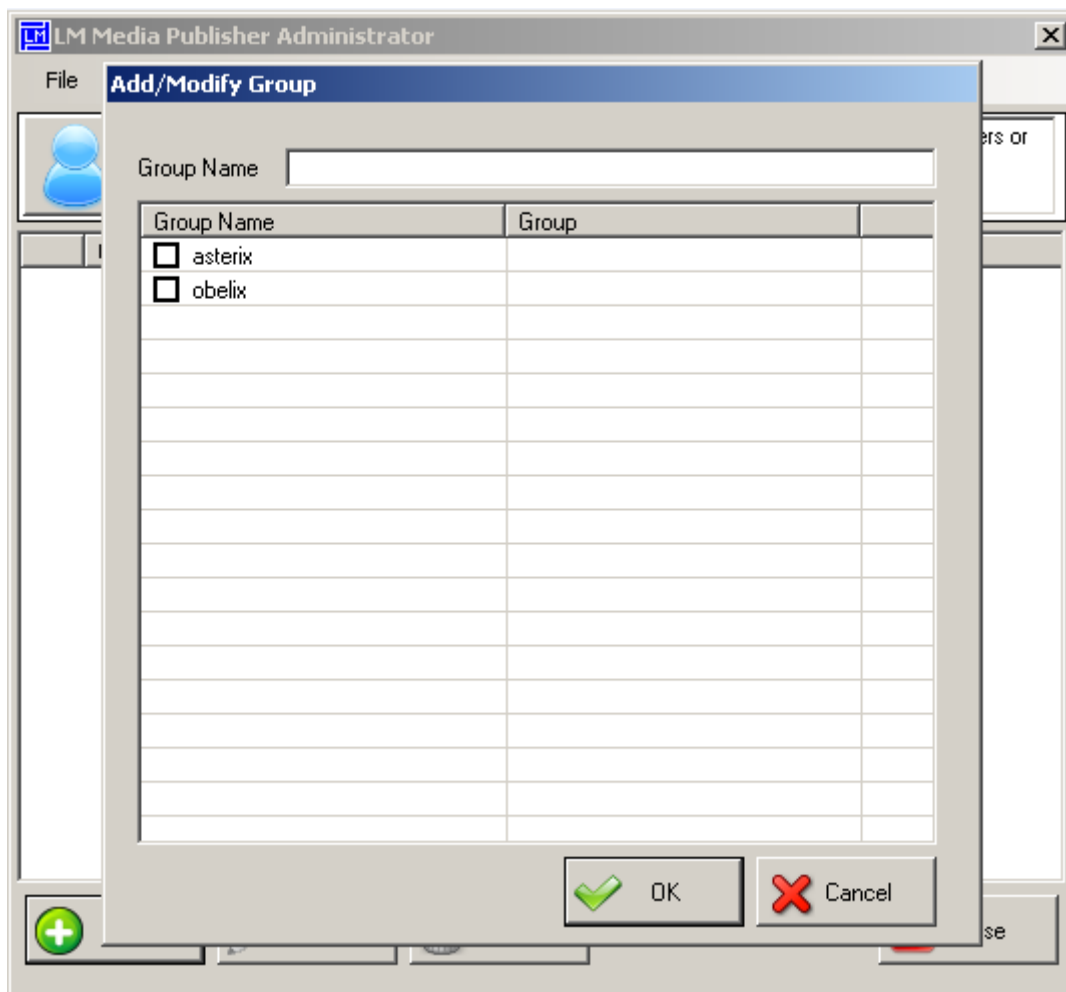 LM LM Media Publisher Administrator
File
Add/Modify Group
ers or
Group Name
Group Name Group
asterix
obelix
OK Cancel
se